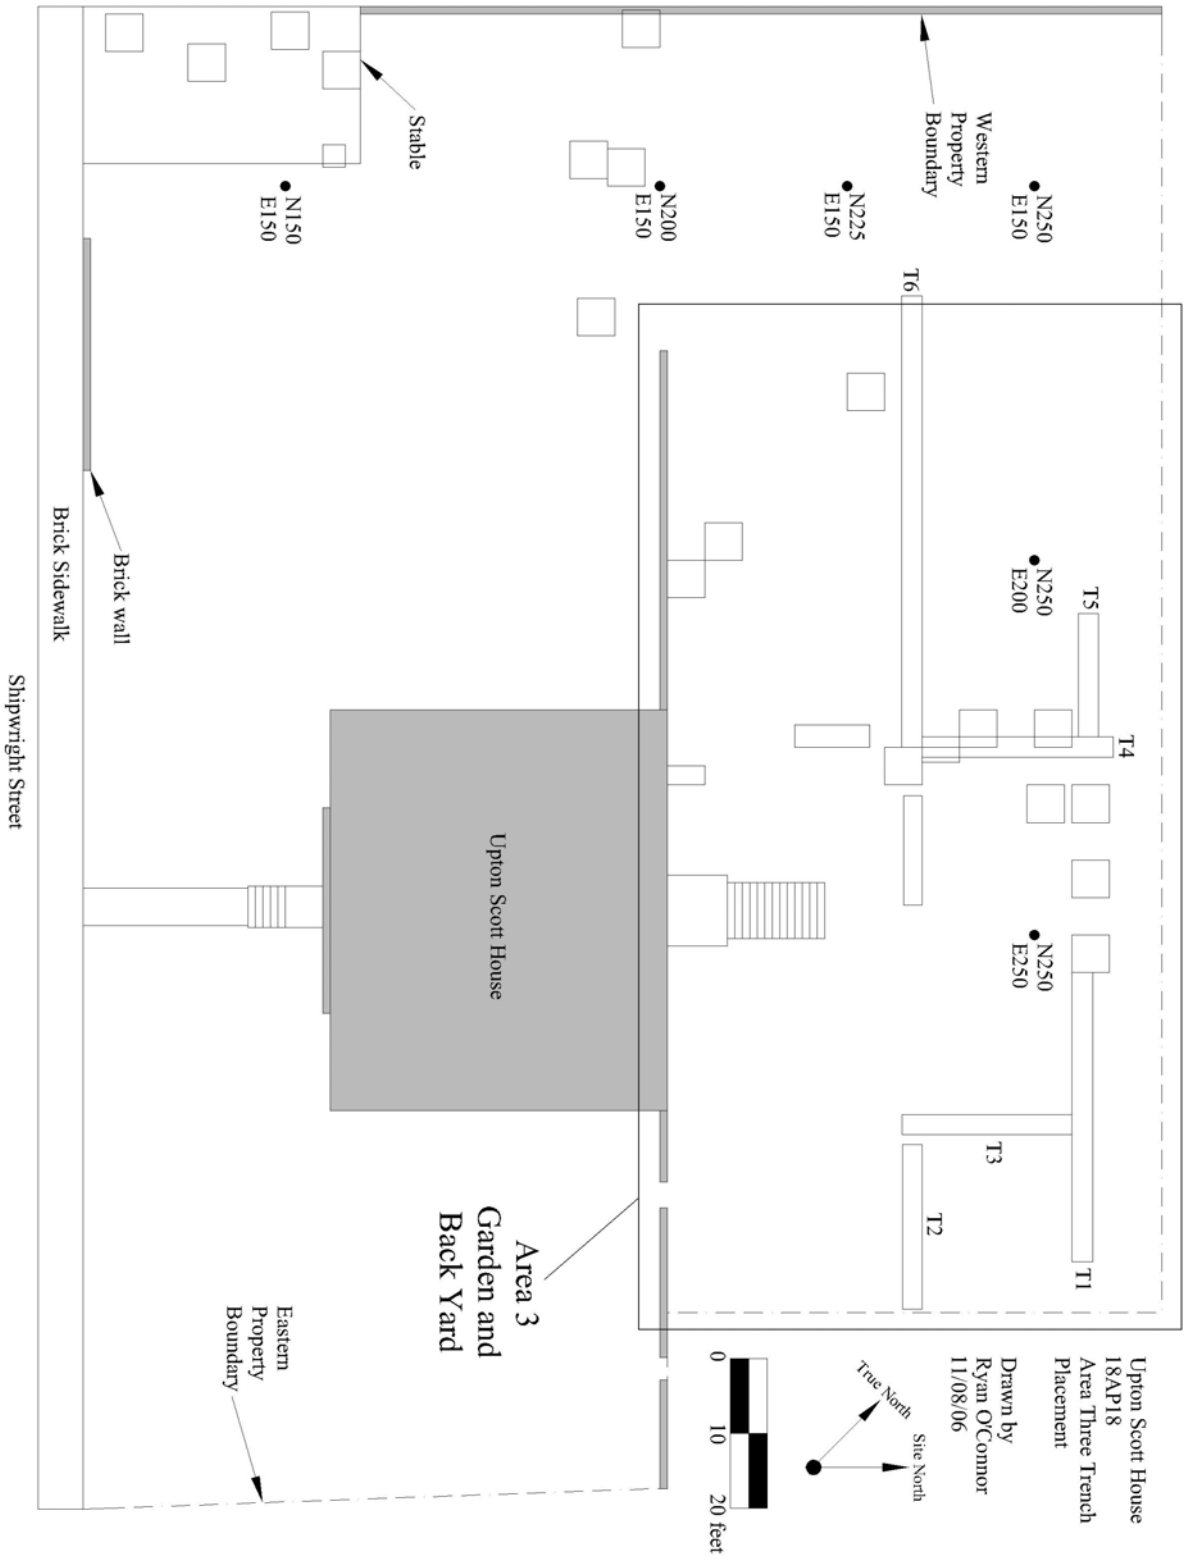 Western
Property
Boundary
Stable
N150
E150
N200
E150
N225
E150
N250
E150
T6
N250
E200
T5
T4
N250
E250
T3
T2
T1
Brick wall
Brick Sidewalk
Shipwright Street
Upton Scott House
Area 3
Garden and
Back Yard
Eastern
Property
Boundary
Upton Scott House
18AP18
Area Three Trench
Placement
Drawn by
Ryan O'Connor
11/08/06
True North
Site North
0 10 20 feet